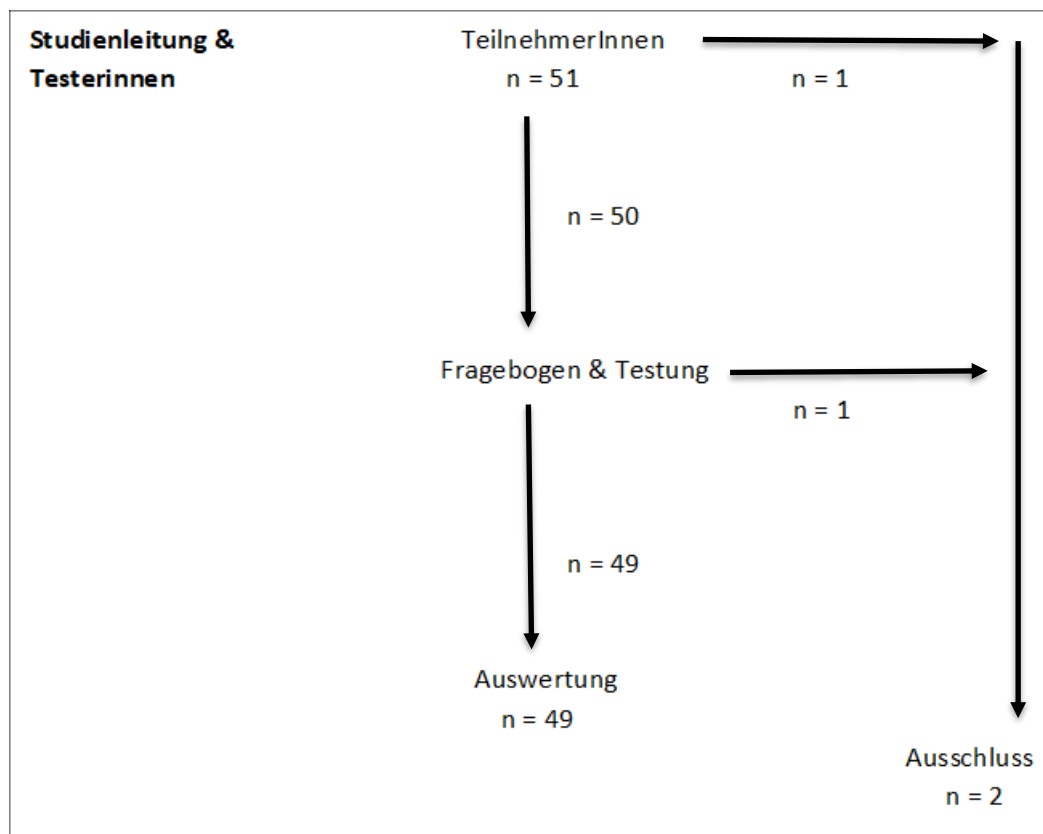 Studienleitung &
Testerinnen
TeilnehmerInnen
n = 51
n = 1
n = 50
Fragebogen & Testung
n = 1
n = 49
Auswertung
n = 49
Ausschluss
n = 2